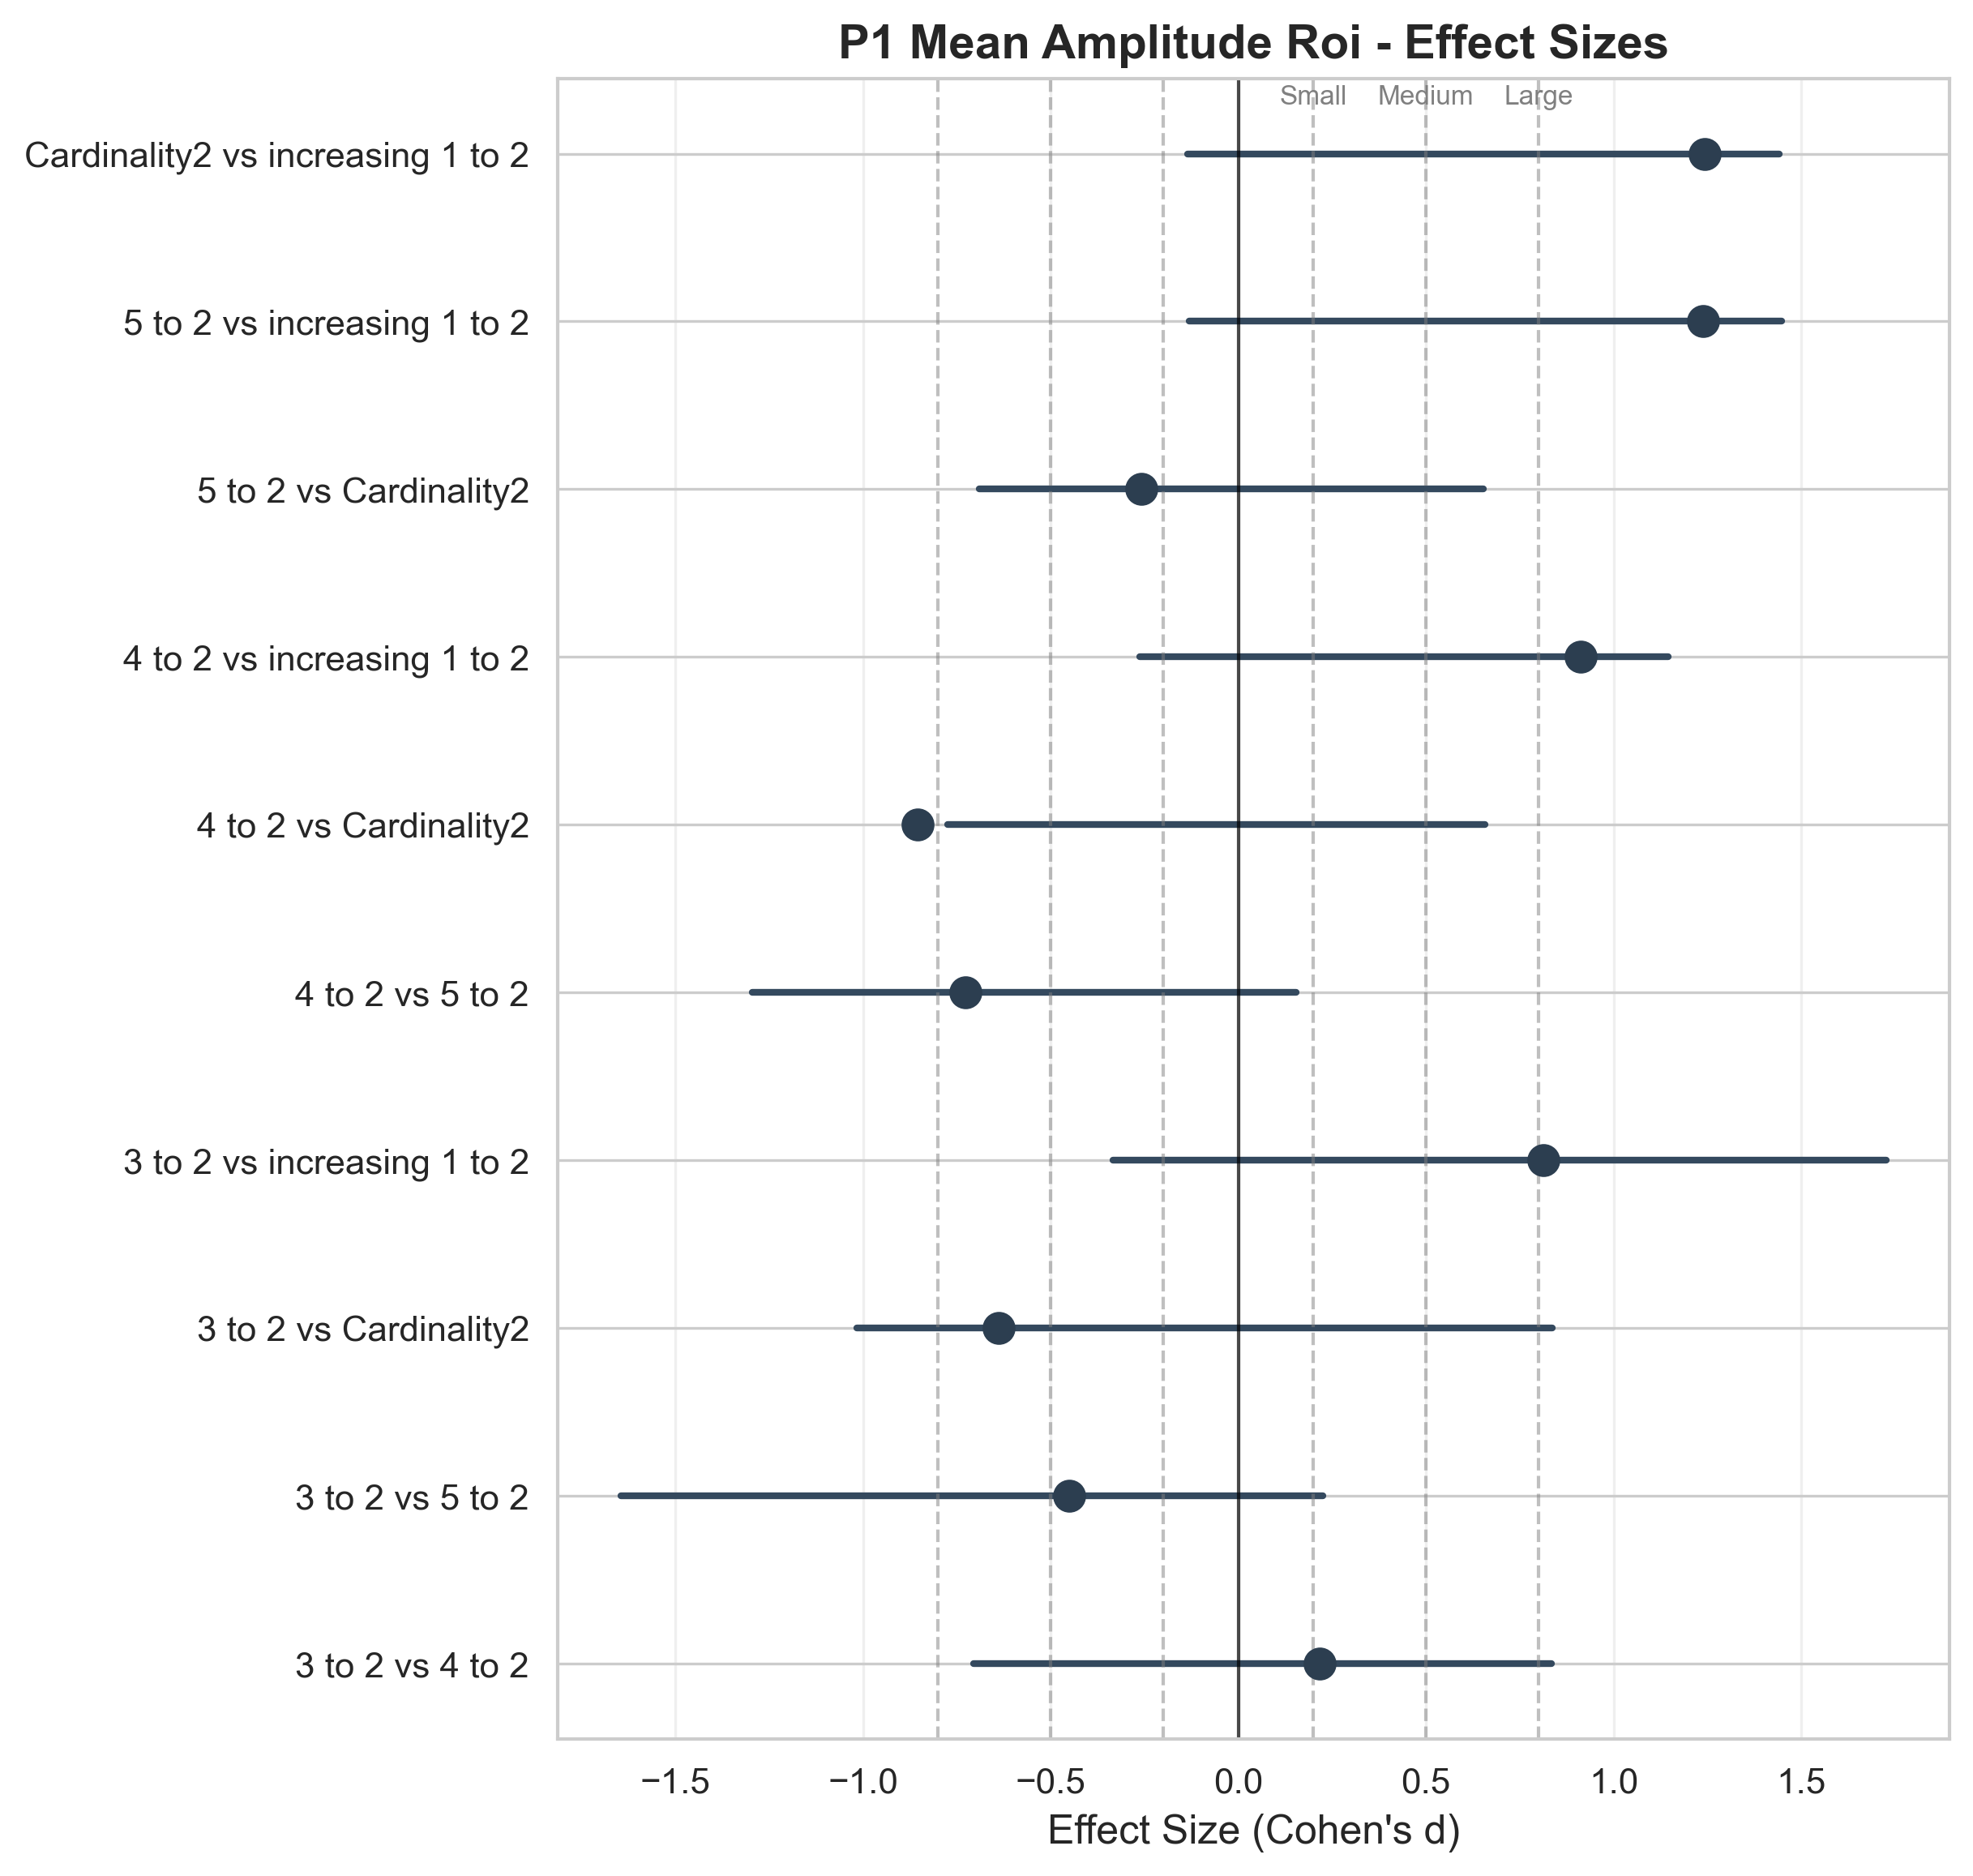 P1 Mean Amplitude Roi - Effect Sizes
Small Medium Large
Cardinality2 vs increasing 1 to 2
5 to 2 vs increasing 1 to 2
5 to 2 vs Cardinality2
4 to 2 vs increasing 1 to 2
4 to 2 vs Cardinality2
4 to 2 vs 5 to 2
3 to 2 vs increasing 1 to 2
3 to 2 vs Cardinality2
3 to 2 vs 5 to 2
3 to 2 vs 4 to 2
−1.5 −1.0 −0.5 0.0 0.5 1.0 1.5
Effect Size (Cohen's d)